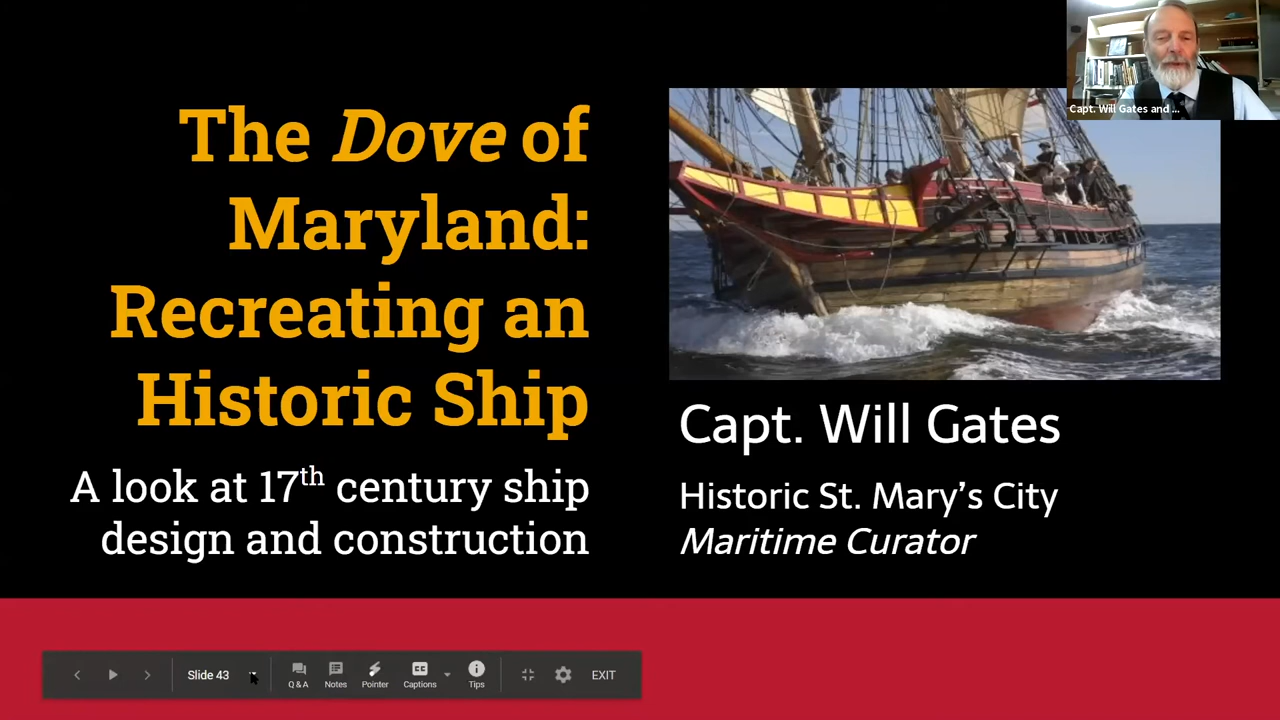 Capt. Will Gates and ...
The Dove of
Maryland:
Recreating an
Historic Ship
A look at 17th century ship
design and construction
Capt. Will Gates
Historic St. Mary's City
Maritime Curator
Slide 43
Q & A
Notes
Pointer
CC
Captions
Tips
EXIT